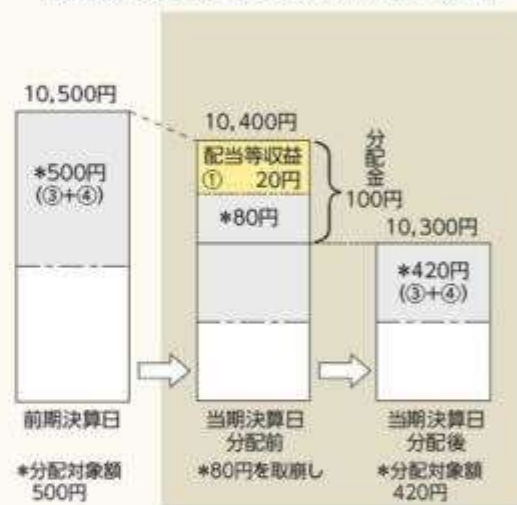 10,500円
*500円
(③+④)
10,400円
配当等収益
① 20円
*80円
分配金
100円
10,300円
*420円
(③+④)
前期決算日
当期決算日
分配前
当期決算日
分配後
*分配対象額
500円
*80円を取崩し
*分配対象額
420円